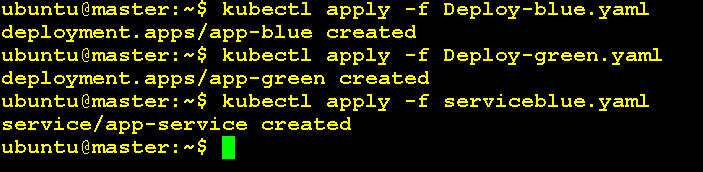 ubuntu@master:~$ kubectl apply -f Deploy-blue.yaml
deployment.apps/app-blue created
ubuntu@master:~$ kubectl apply -f Deploy-green.yaml
deployment.apps/app-green created
ubuntu@master:~$ kubectl apply -f serviceblue.yaml
service/app-service created
ubuntu@master:~$